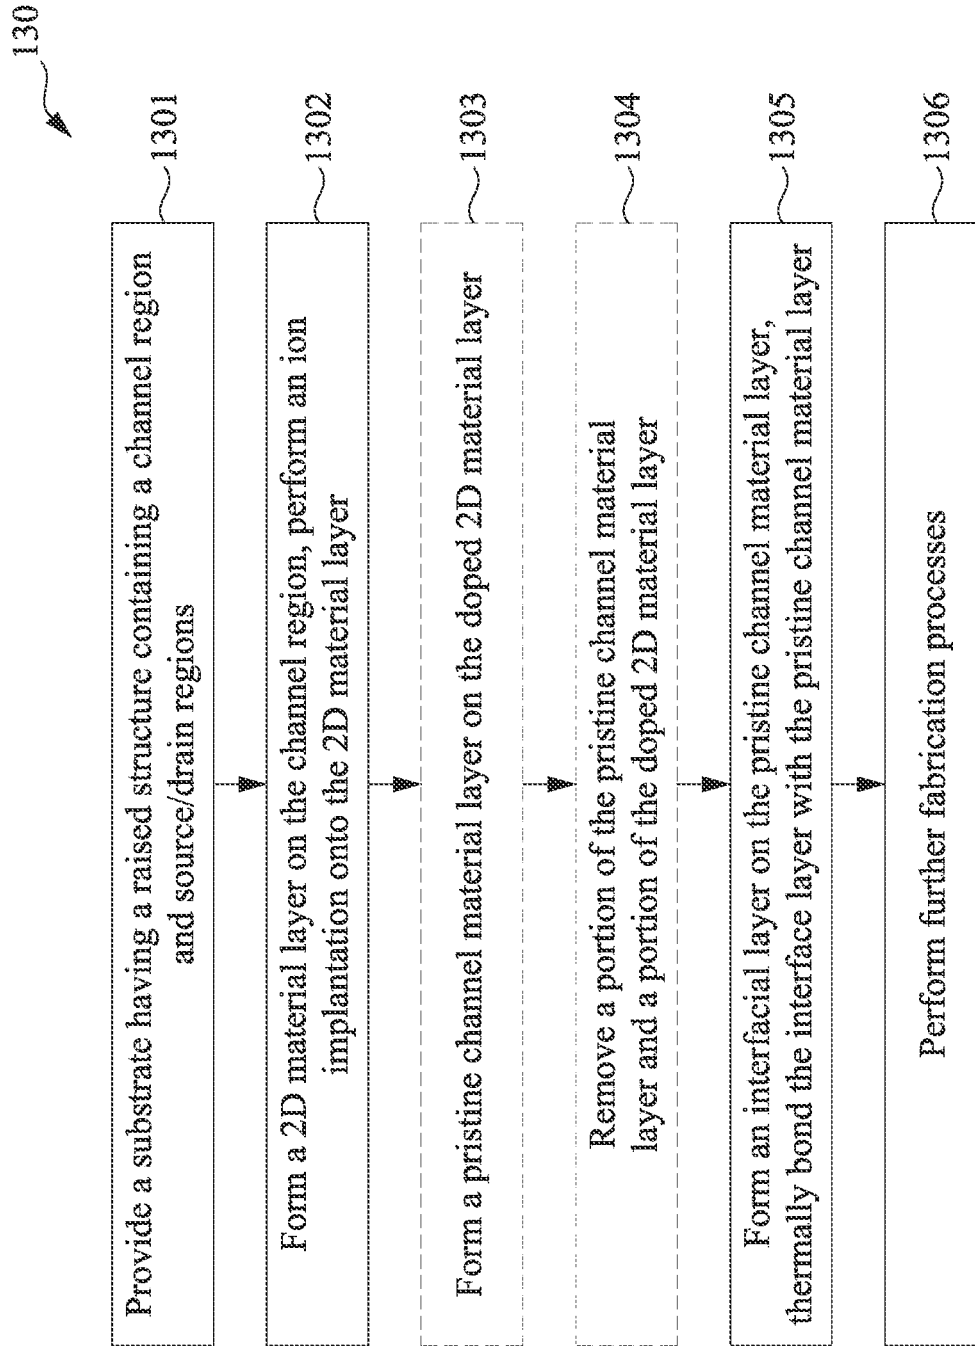 130
Provide a substrate having a raised structure containing a channel region
and source/drain regions
1301
Form a 2D material layer on the channel region, perform an ion
implantation onto the 2D material layer
1302
Form a pristine channel material layer on the doped 2D material layer
1303
Remove a portion of the pristine channel material
layer and a portion of the doped 2D material layer
1304
Form an interfacial layer on the pristine channel material layer,
thermally bond the interface layer with the pristine channel material layer
1305
Perform further fabrication processes
1306